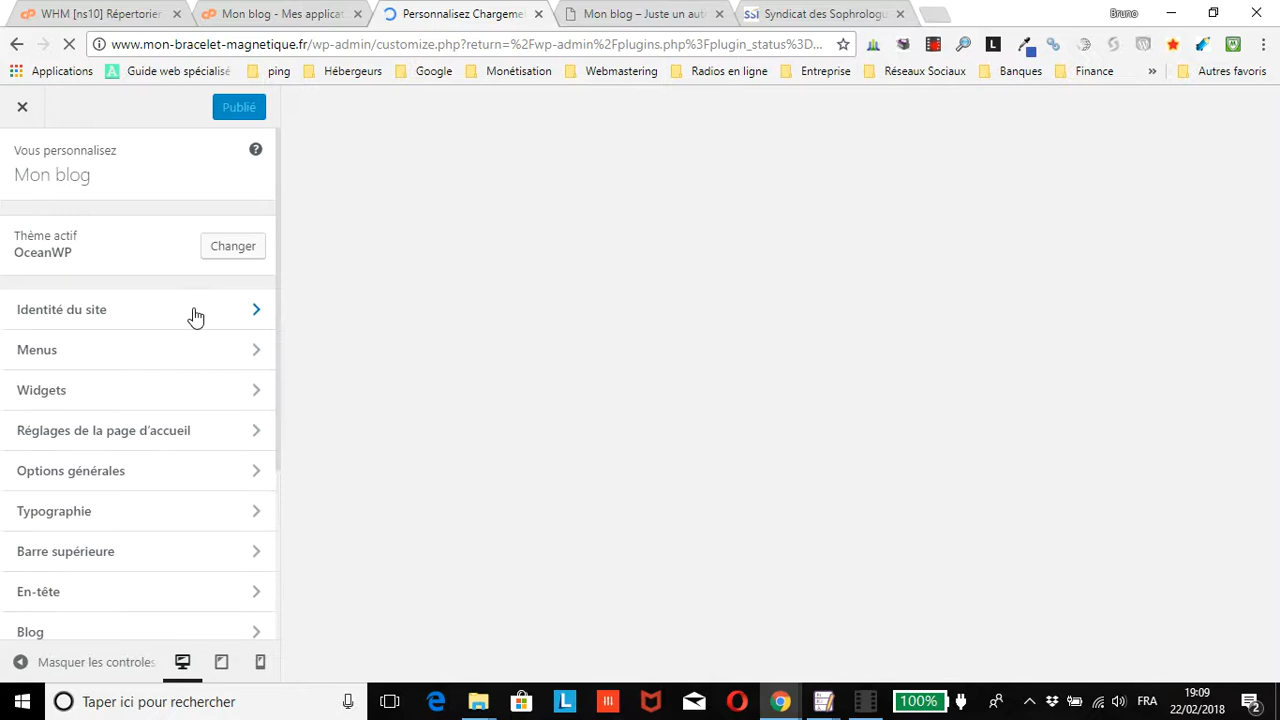 WHM [ns10] Répertoriér
Mon blog - Mes applicat
Personnalisez Chargeme
Mon blog – Juste un aut
Syndicat des Sophrologu
Bruno
www.mon-bracelet-magnetique.fr/wp-admin/customize.php?return=%2Fwp-admin%2Fplugins.php%3Fplugin_status%3D...
Applications
Guide web spécialisé
ping
Hébergeurs
Google
Monétisation
Webmastering
Radios en ligne
Entreprise
Réseaux Sociaux
Banques
Finance
»
Autres favoris
Publié
Vous personnalisez
Mon blog
Thème actif
OceanWP
Changer
Identité du site
Menus
Widgets
Réglages de la page d'accueil
Options générales
Typographie
Barre supérieure
En-tête
Blog
Masquer les controles
Taper ici pour rechercher
100%
FRA
19:09
22/02/2018
2